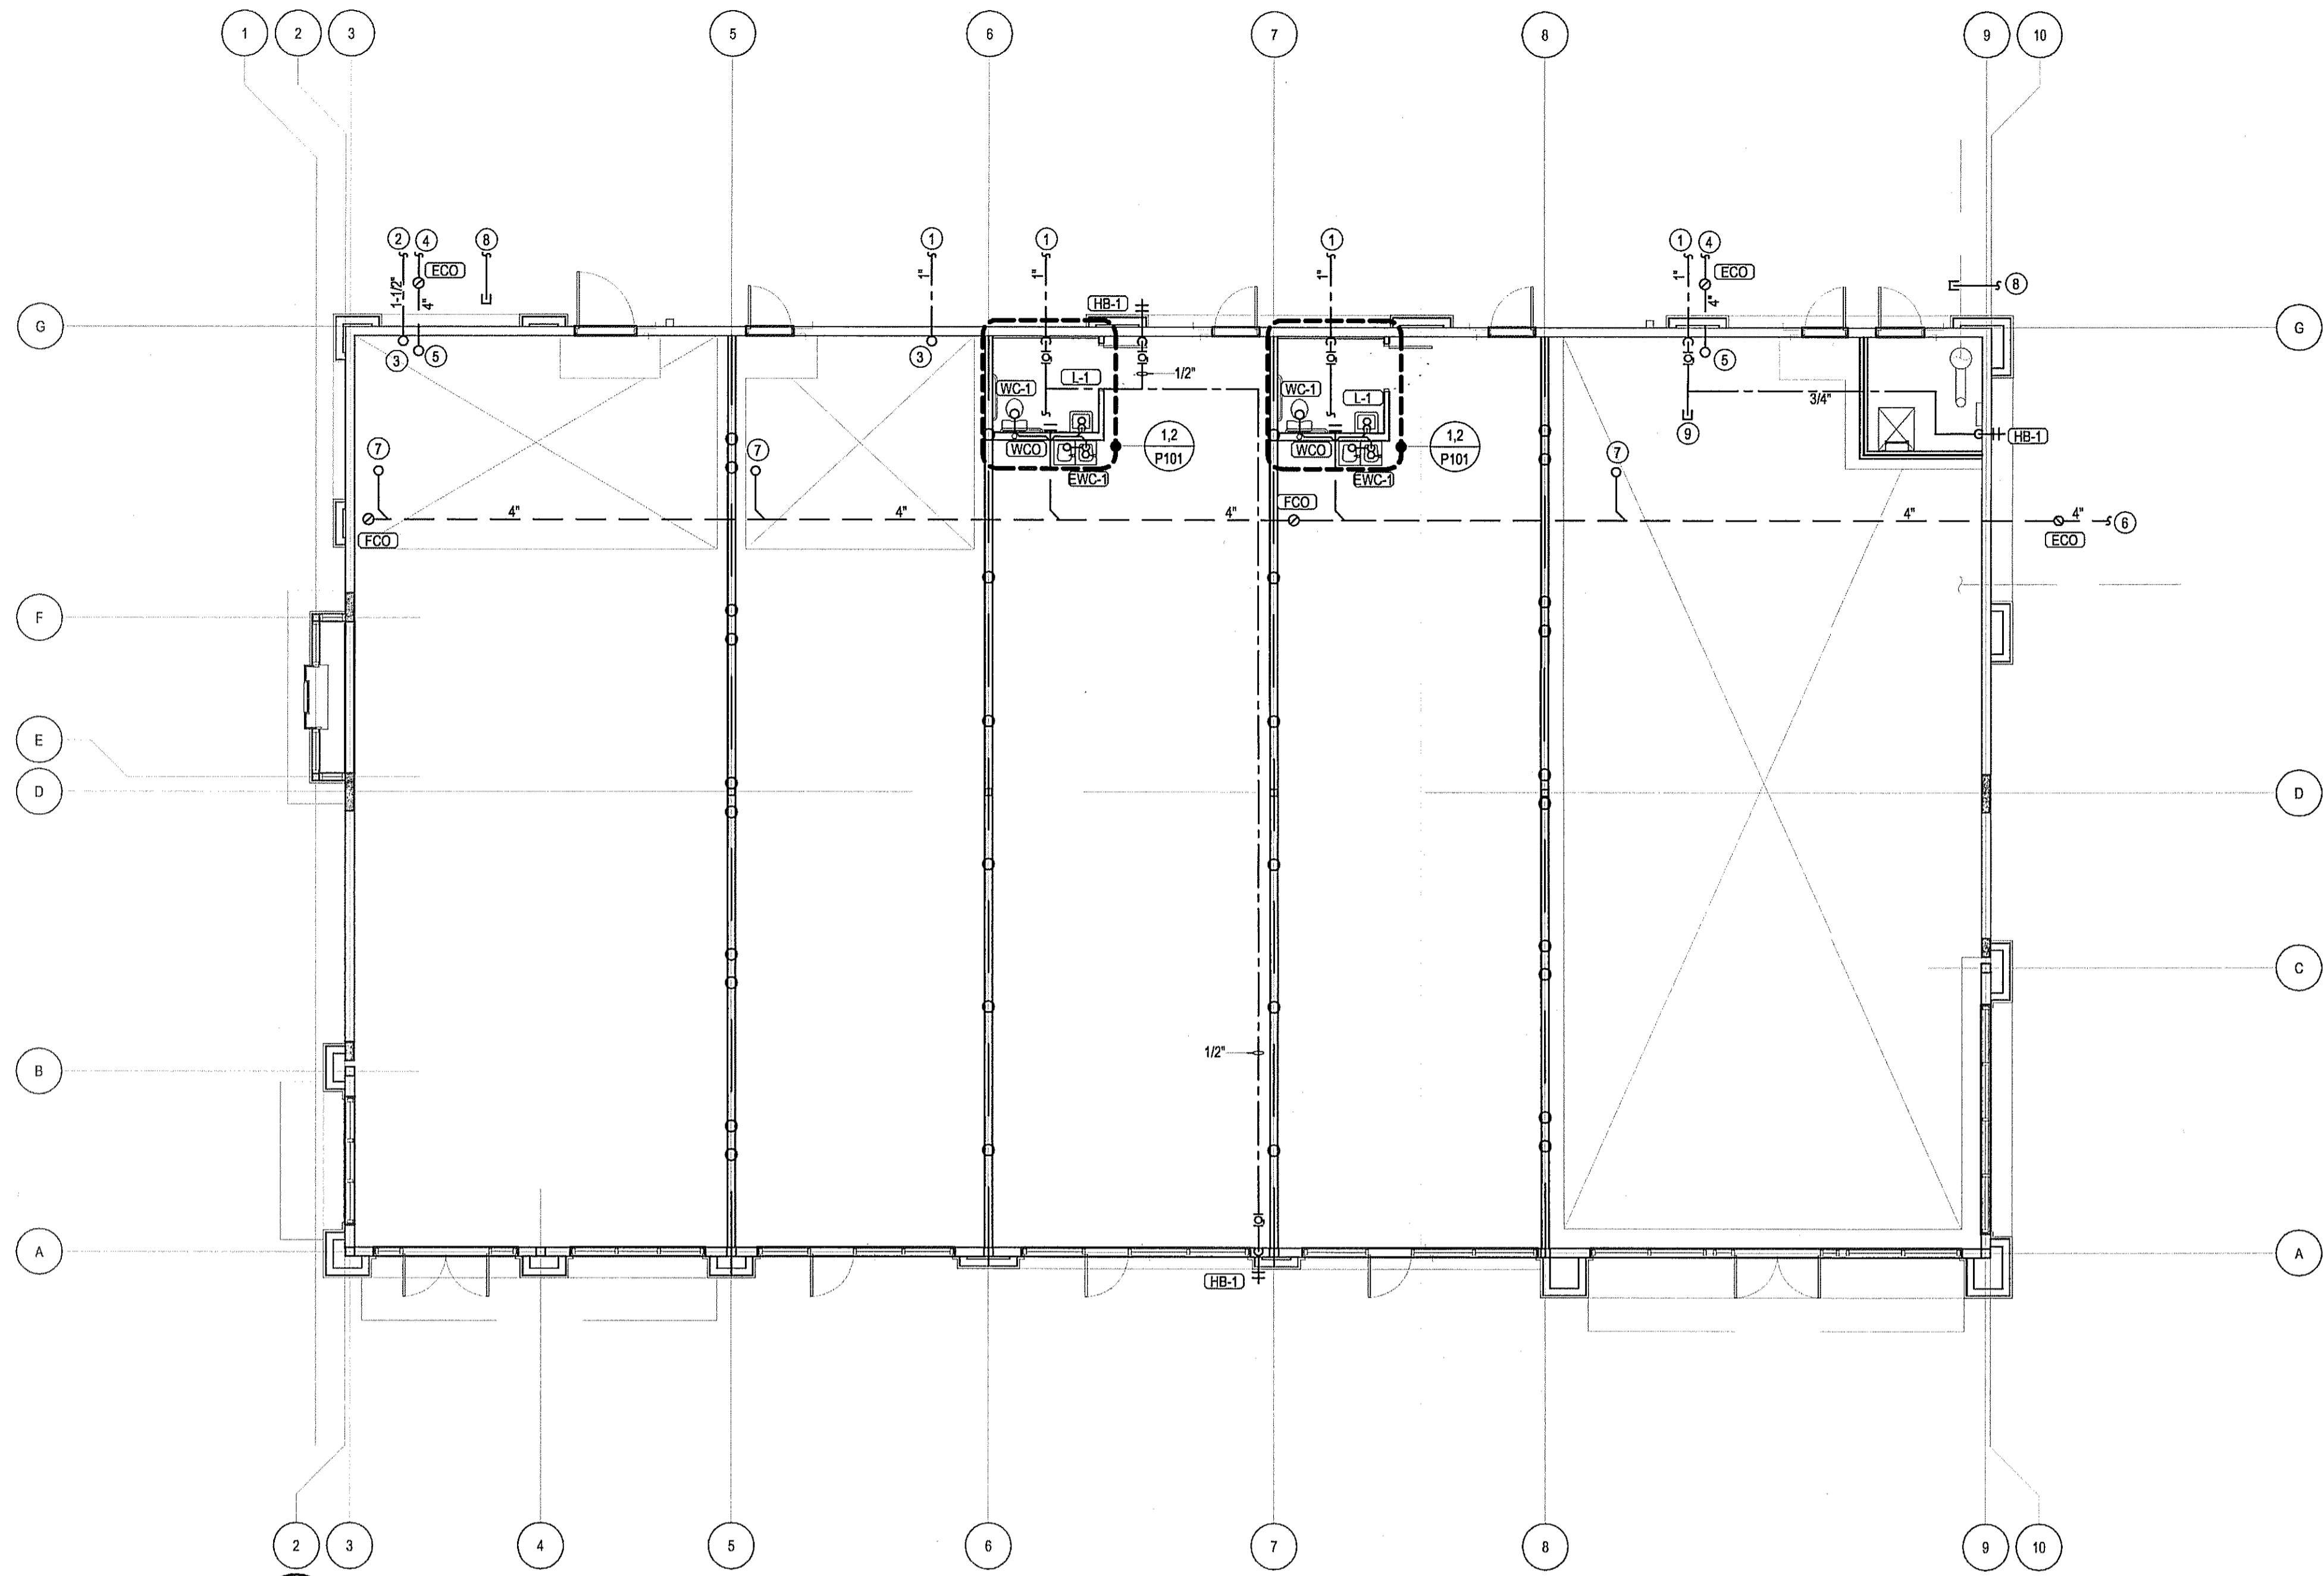 1 2 3 5 6 7 8 9 10
2 4 8 1 1 1 1 4
ECO ECO
1-1/2" 4" 1" 1" 1" 1" 4" 8
HB-1
G G
3 5 3 5
1/2"
WC-1 L-1 WC-1 L-1
3/4"
9 HB-1
1,2 1,2
P101 P101
7 7 WCO WCO 7
EWC-1 EWC-1
FCO
4" 4" 4" 4" 4" 6
FCO ECO
F
E
D D
C
1/2"
B
A A
HB-1
2 3 4 5 6 7 8 9 10